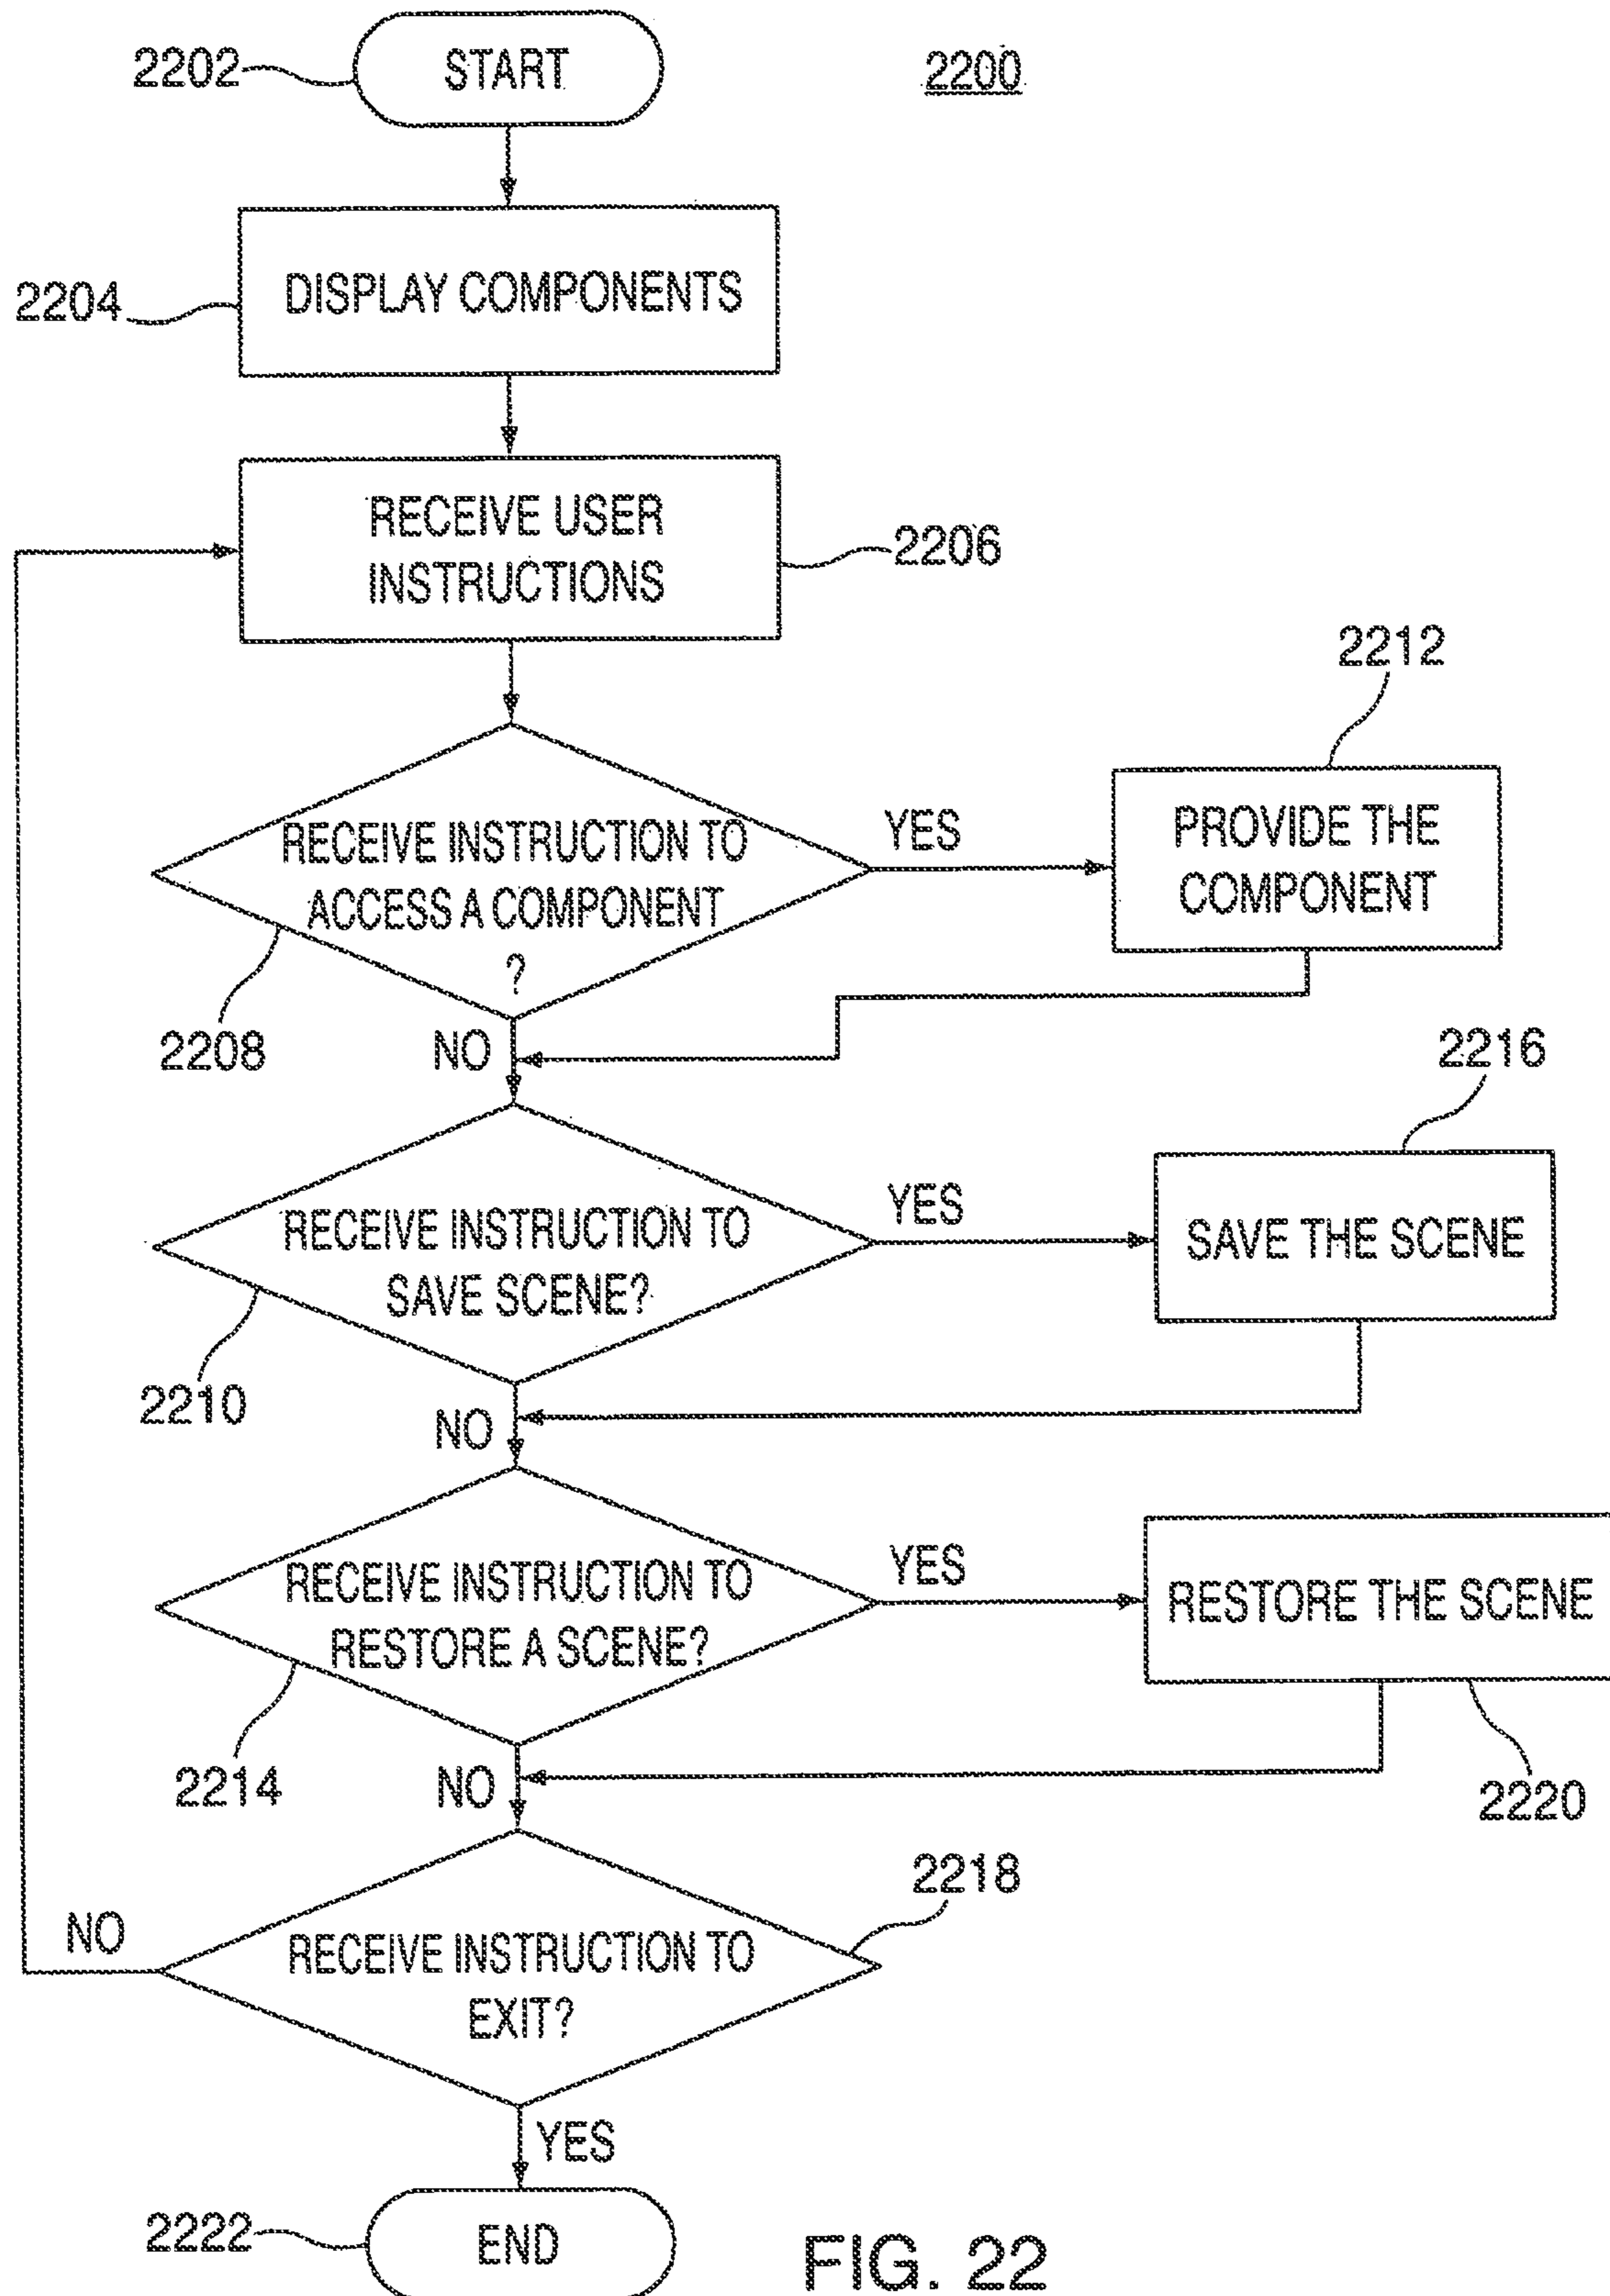 2202
START
2200
2204
DISPLAY COMPONENTS
RECEIVE USER
INSTRUCTIONS
2206
2212
RECEIVE INSTRUCTION TO
ACCESS A COMPONENT
?
YES
PROVIDE THE
COMPONENT
2208
NO
2216
RECEIVE INSTRUCTION TO
SAVE SCENE?
YES
SAVE THE SCENE
2210
NO
RECEIVE INSTRUCTION TO
RESTORE A SCENE?
YES
RESTORE THE SCENE
2214
NO
2220
2218
NO
RECEIVE INSTRUCTION TO
EXIT?
YES
2222
END
FIG. 22